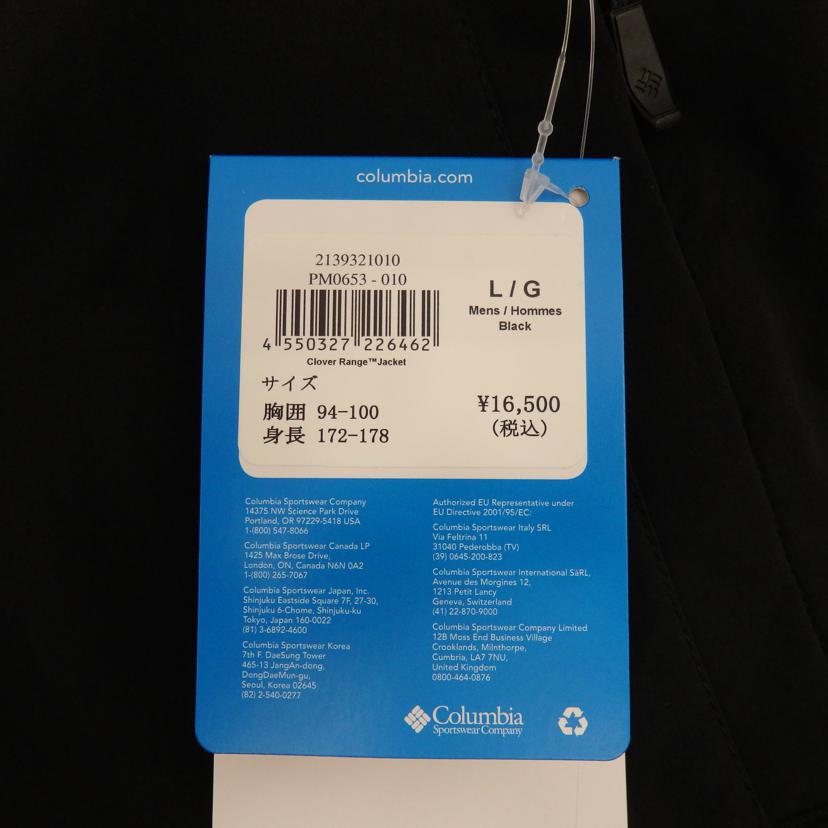 columbia.com
2139321010
PM0653 - 010
4 550327 226462
Clover Range™Jacket
L / G
Mens / Hommes
Black
サイズ
胸囲 94-100
身長 172-178
¥16,500
(税込)
Columbia Sportswear Company
14375 NW Science Park Drive
Portland, OR 97229-5418 USA
1-(800) 547-8066
Columbia Sportswear Canada LP
1425 Max Brose Drive,
London, ON, Canada N6N 0A2
1-(800) 265-7067
Columbia Sportswear Japan, Inc.
Shinjuku Eastside Square 7F, 27-30,
Shinjuku 6-Chome, Shinjuku-ku
Tokyo, Japan 160-0022
(81) 3-6892-4600
Columbia Sportswear Korea
7th F. DaeSung Tower
465-13 JangAn-dong,
DongDaeMun-gu,
Seoul, Korea 02645
(82) 2-540-0277
Authorized EU Representative under
EU Directive 2001/95/EC:
Columbia Sportswear Italy SRL
Via Feltrina 11
31040 Pederobba (TV)
(39) 0645-200-823
Columbia Sportswear International SàRL,
Avenue des Morgines 12,
1213 Petit Lancy
Geneva, Switzerland
(41) 22-870-9000
Columbia Sportswear Company Limited
12B Moss End Business Village
Crooklands, Milnthorpe,
Cumbria, LA7 7NU,
United Kingdom
0800-464-0876
Columbia
Sportswear Company